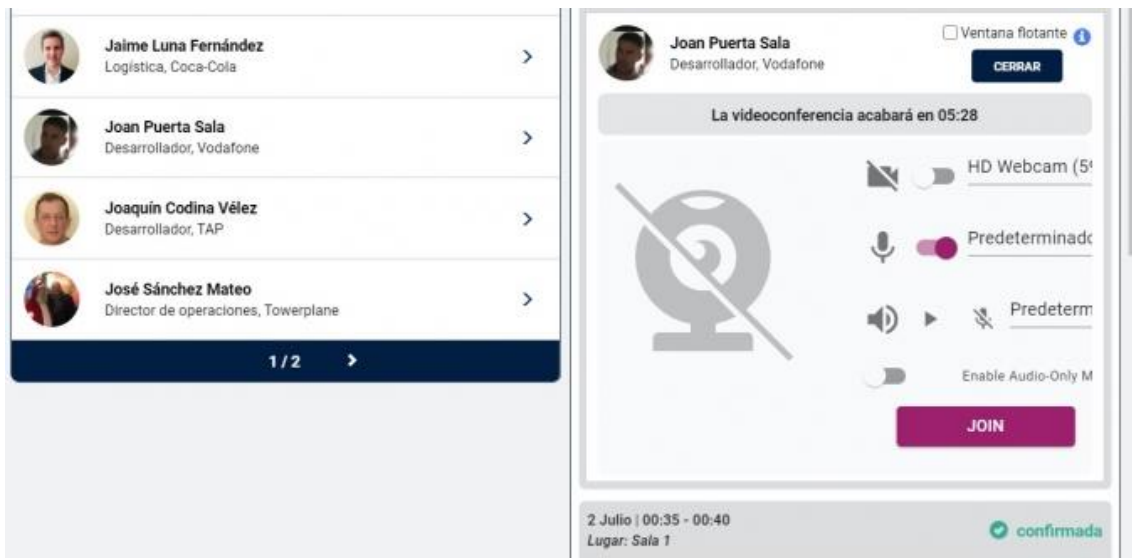 Jaime Luna Fernández
Logística, Coca-Cola
Joan Puerta Sala
Desarrollador, Vodafone
Joaquín Codina Vélez
Desarrollador, TAP
José Sánchez Mateo
Director de operaciones, Towerplane
1 / 2
Joan Puerta Sala
Desarrollador, Vodafone
Ventana flotante
CERRAR
La videoconferencia acabará en 05:28
HD Webcam (5
Predeterminado
Predeterm
Enable Audio-Only M
JOIN
2 Julio | 00:35 - 00:40
Lugar: Sala 1
confirmada